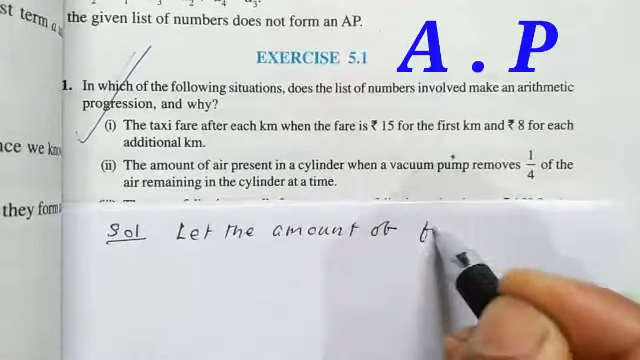 st term a
the given list of numbers does not form an AP.
EXERCISE 5.1
A . P
1. In which of the following situations, does the list of numbers involved make an arithmetic
progression, and why?
(i) The taxi fare after each km when the fare is ₹ 15 for the first km and ₹ 8 for each
additional km.
nce we know
(ii) The amount of air present in a cylinder when a vacuum pump removes 1/4 of the
air remaining in the cylinder at a time.
they form a
Sol Let the amount of